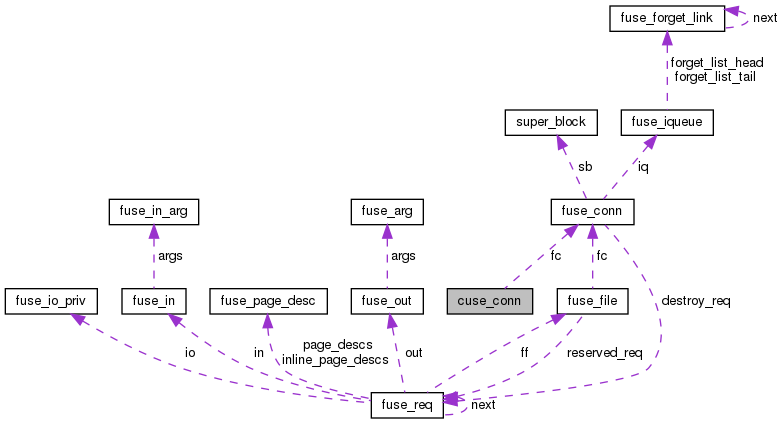 fuse_forget_link
next
forget_list_head
forget_list_tail
super_block
fuse_iqueue
sb
iq
fuse_in_arg
fuse_arg
fuse_conn
args
args
fc
fc
fuse_io_priv
fuse_in
fuse_page_desc
fuse_out
cuse_conn
fuse_file
destroy_req
io
in
page_descs
inline_page_descs
out
ff
reserved_req
fuse_req
next